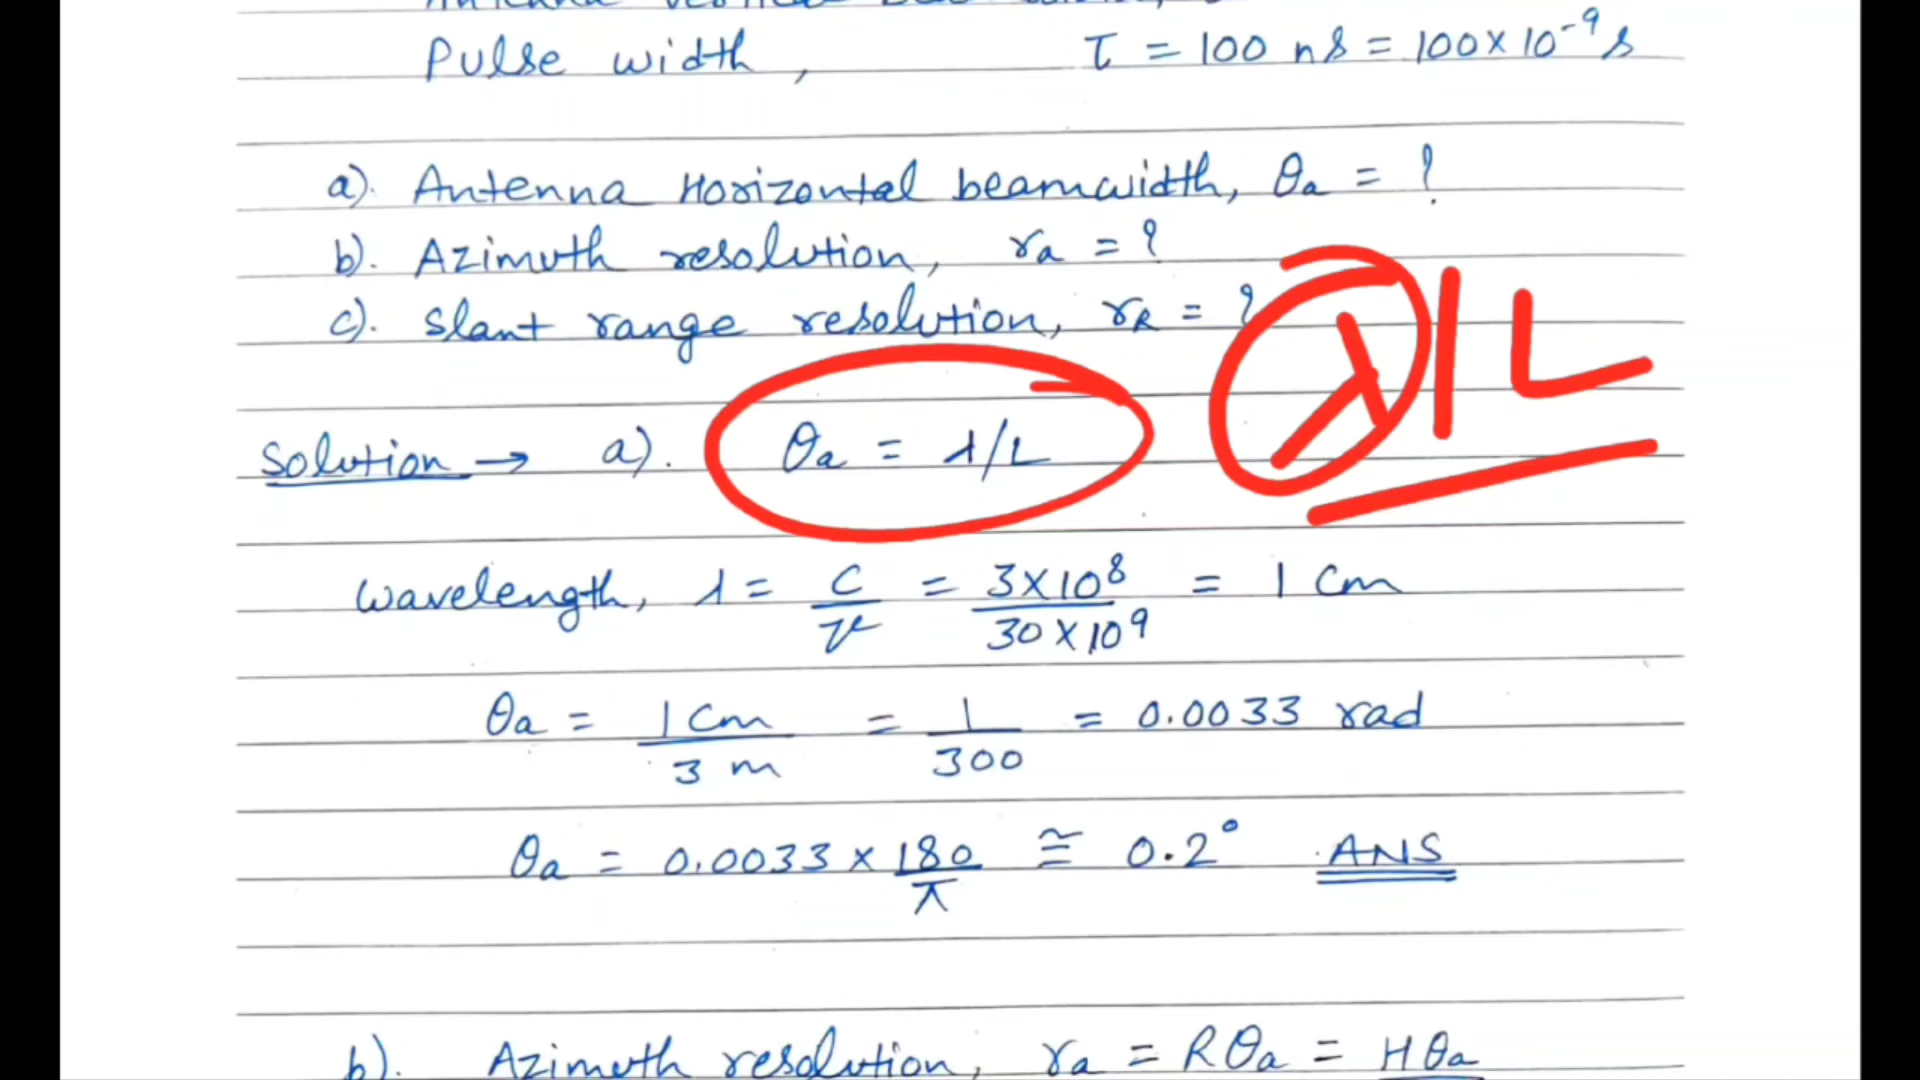 Pulse width, τ = 100 ns = 100×10⁻⁹ s
a). Antenna Horizontal beamwidth, θa = ?
b). Azimuth resolution, ra = ?
c). Slant range resolution, rR = ?
λ/L
Solution → a). θa = λ/L
Wavelength, λ = c/ν = 3×10⁸/30×10⁹ = 1 cm
θa = 1 cm/3 m = 1/300 = 0.0033 rad
θa = 0.0033 × 180/π ≅ 0.2° ANS
b). Azimuth resolution, ra = Rθa = Hθa